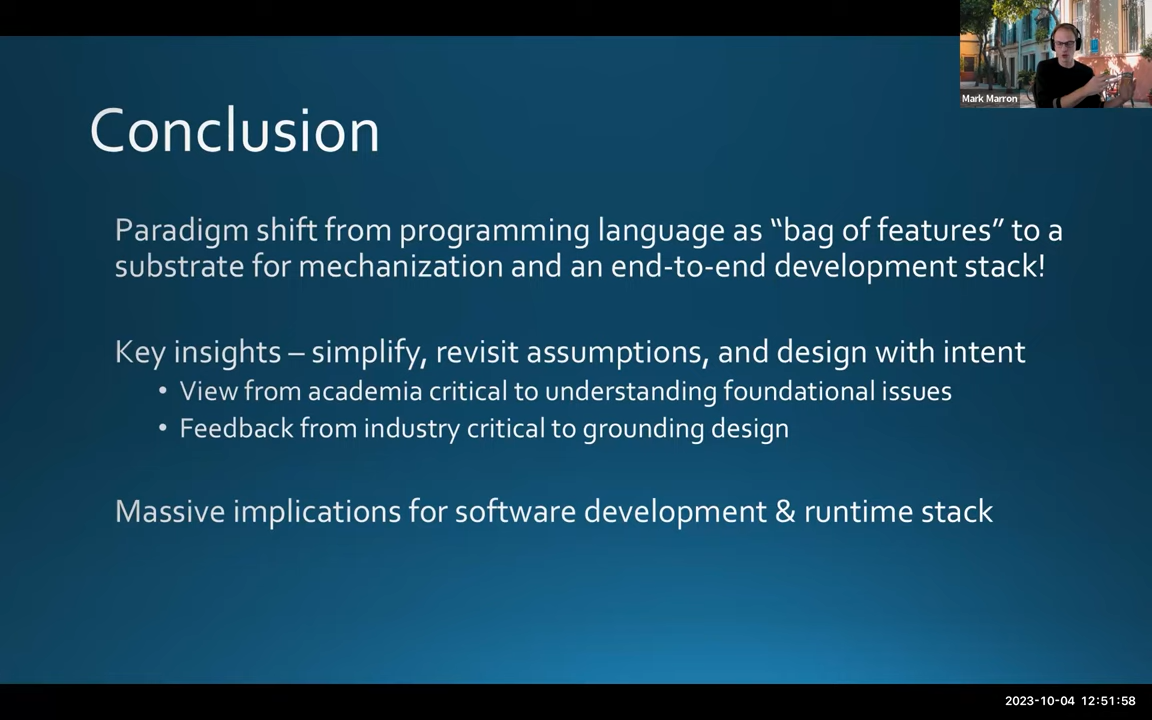 Mark Marron
Conclusion
Paradigm shift from programming language as “bag of features” to a
substrate for mechanization and an end-to-end development stack!
Key insights – simplify, revisit assumptions, and design with intent
• View from academia critical to understanding foundational issues
• Feedback from industry critical to grounding design
Massive implications for software development & runtime stack
2023-10-04 12:51:58